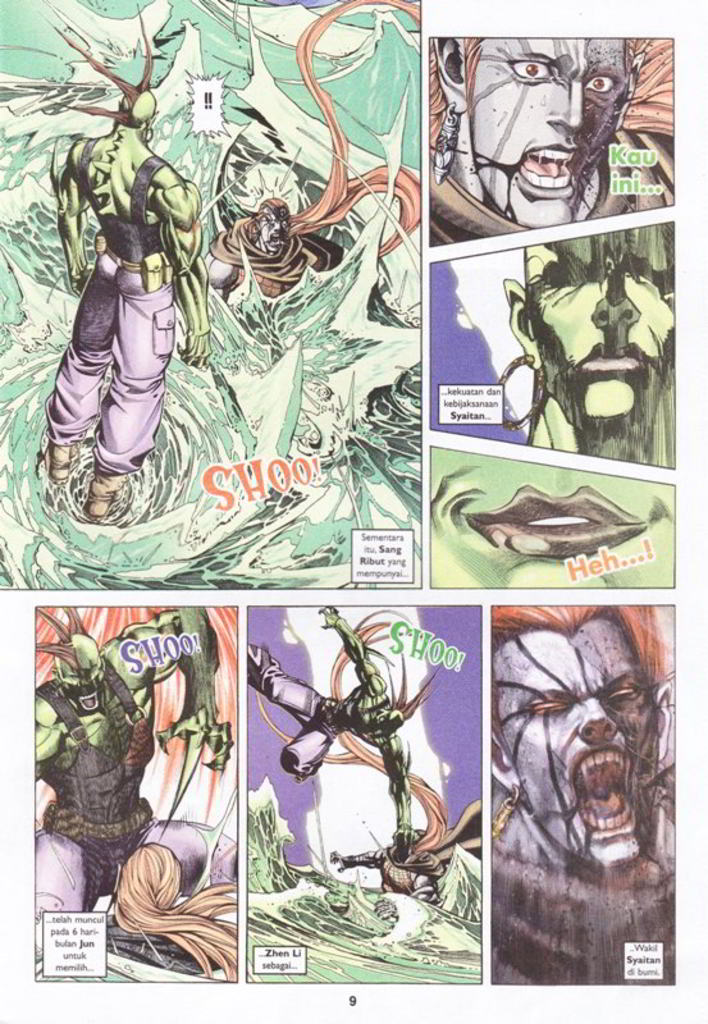 !!
SHOO!
Sementara
itu, Sang
Ribut yang
mempunyai...
Kau
ini...
...kekuatan dan
kebijaksanaan
Syaitan...
Heh...!
SHOO!
...telah muncul
pada 6 hari-
bulan Jun
untuk
memilih...
SHOO!
...Zhen Li
sebagai...
..Wakil
Syaitan
di bumi.
9